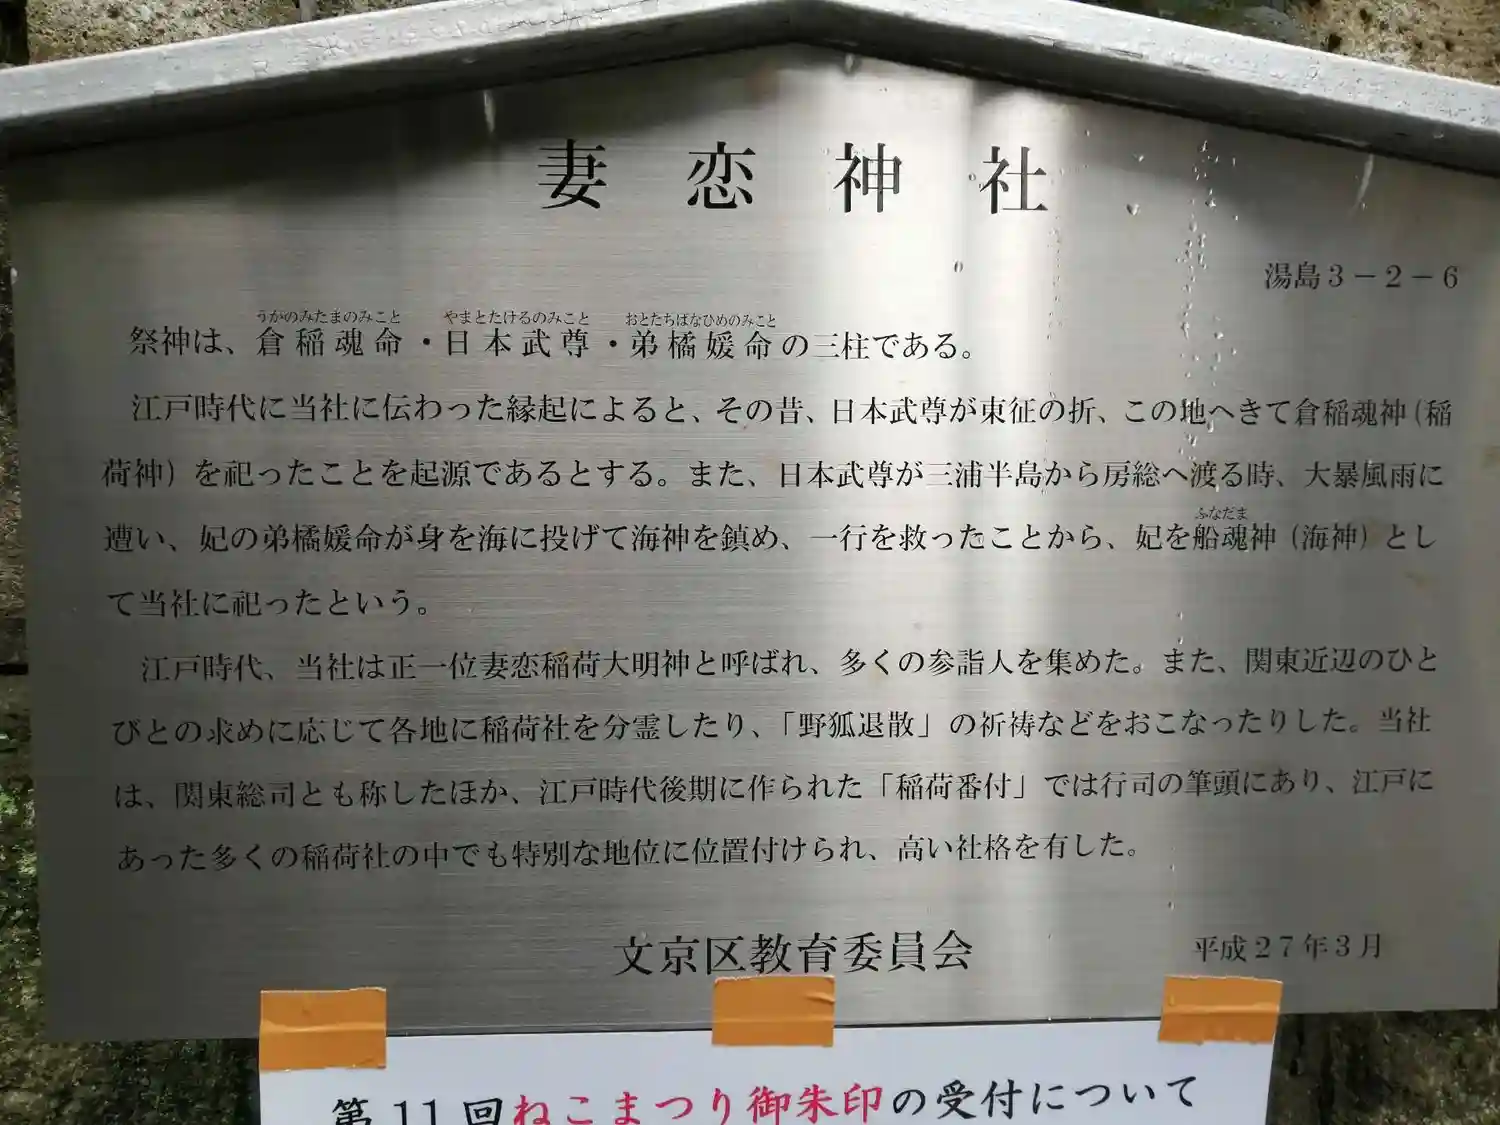 妻恋神社
湯島3-2-6
うかのみたまのみこと やまとたけるのみこと おとたちばなひめのみこと
祭神は、倉稲魂命・日本武尊・弟橘媛命の三柱である。
江戸時代に当社に伝わった縁起によると、その昔、日本武尊が東征の折、この地へきて倉稲魂神(稲
荷神)を祀ったことを起源であるとする。また、日本武尊が三浦半島から房総へ渡る時、大暴風雨に
ふなだま
遭い、妃の弟橘媛命が身を海に投げて海神を鎮め、一行を救ったことから、妃を船魂神(海神)とし
て当社に祀ったという。
江戸時代、当社は正一位妻恋稲荷大明神と呼ばれ、多くの参詣人を集めた。また、関東近辺のひと
びとの求めに応じて各地に稲荷社を分霊したり、「野狐退散」の祈祷などをおこなったりした。当社
は、関東総司とも称したほか、江戸時代後期に作られた「稲荷番付」では行司の筆頭にあり、江戸に
あった多くの稲荷社の中でも特別な地位に位置付けられ、高い社格を有した。
文京区教育委員会
平成27年3月
第11回ねこまつり御朱印の受付について